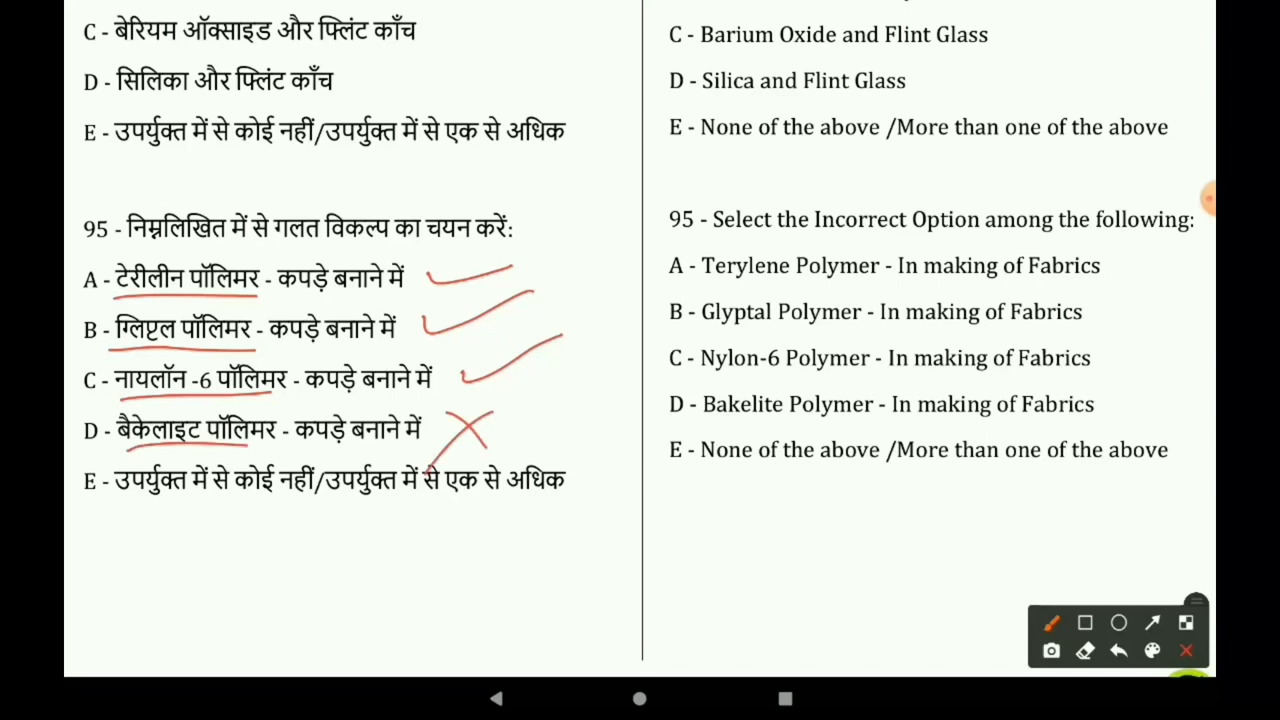 C - बेरियम ऑक्साइड और फ्लिंट काँच
D - सिलिका और फ्लिंट काँच
E - उपर्युक्त में से कोई नहीं/उपर्युक्त में से एक से अधिक
95 - निम्नलिखित में से गलत विकल्प का चयन करें:
A - टेरीलीन पॉलिमर - कपड़े बनाने में
B - ग्लिप्टल पॉलिमर - कपड़े बनाने में
C - नायलॉन -6 पॉलिमर - कपड़े बनाने में
D - बैकेलाइट पॉलिमर - कपड़े बनाने में
E - उपर्युक्त में से कोई नहीं/उपर्युक्त में से एक से अधिक
C - Barium Oxide and Flint Glass
D - Silica and Flint Glass
E - None of the above /More than one of the above
95 - Select the Incorrect Option among the following:
A - Terylene Polymer - In making of Fabrics
B - Glyptal Polymer - In making of Fabrics
C - Nylon-6 Polymer - In making of Fabrics
D - Bakelite Polymer - In making of Fabrics
E - None of the above /More than one of the above